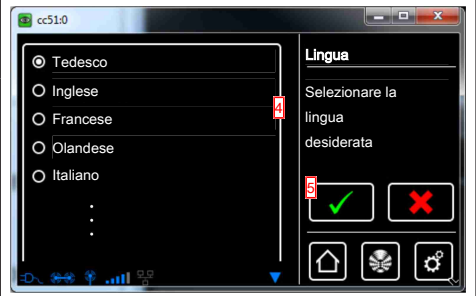 cc51:0
Tedesco
Inglese
Francese
Olandese
Italiano
4
Lingua
Selezionare la
lingua
desiderata
5